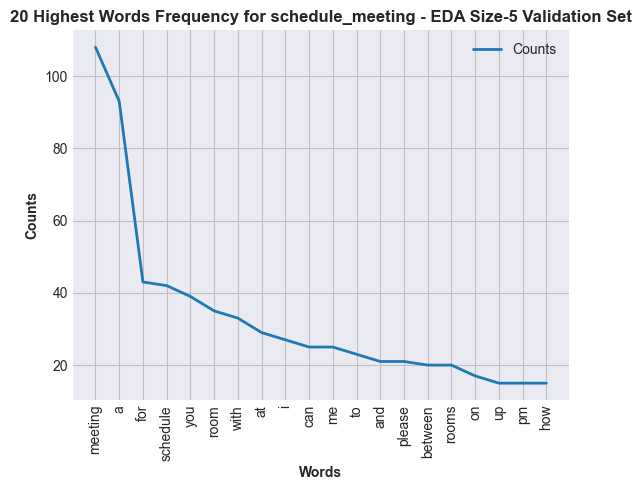 20 Highest Words Frequency for schedule_meeting - EDA Size-5 Validation Set
Counts
100
80
60
40
20
Counts
meeting
a
for
schedule
you
room
with
at
i
can
me
to
and
please
between
rooms
on
up
pm
how
Words